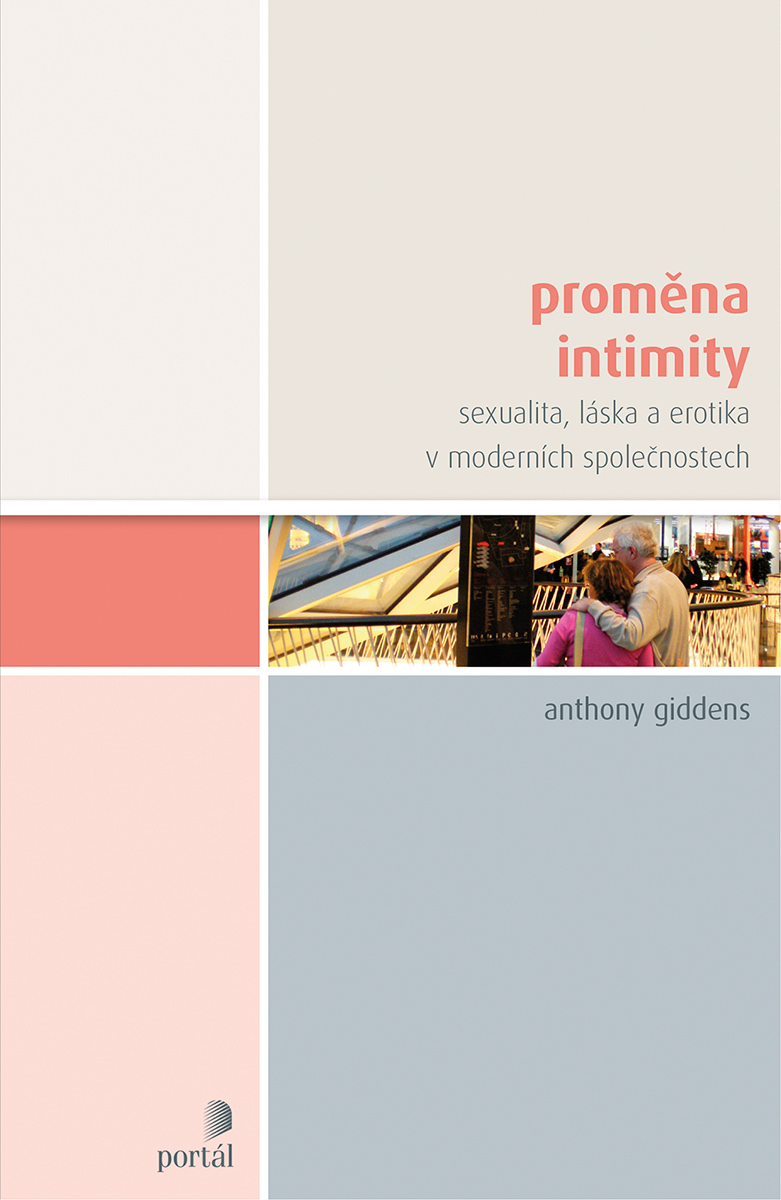 proměna
intimity
sexualita, láska a erotika
v moderních společnostech
anthony giddens
portál